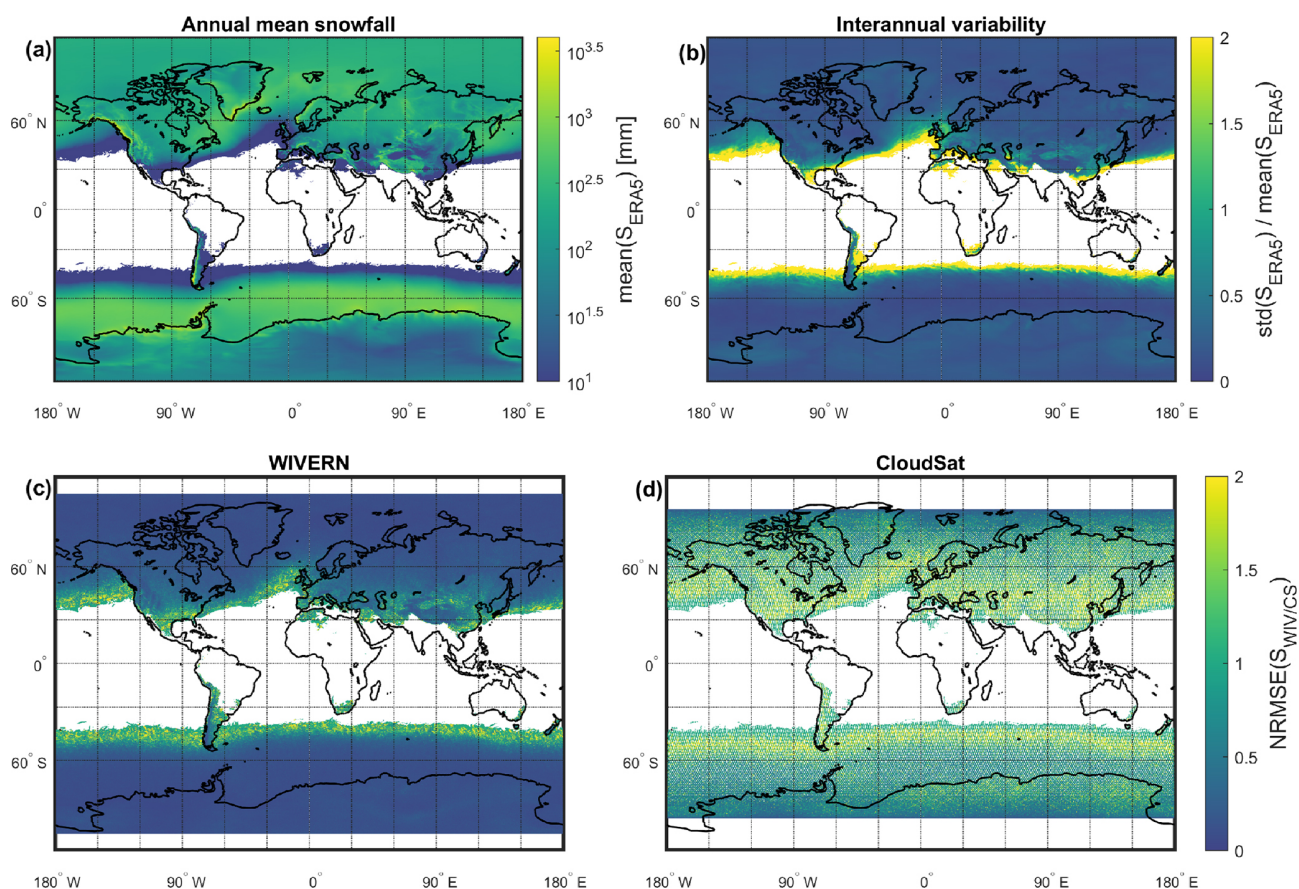 Annual mean snowfall
(a)
60° N
0°
60° S
180° W
90° W
0°
90° E
180° E
10^3.5
10^3
10^2.5
10^2
10^1.5
10^1
mean(S_ERA5) [mm]
Interannual variability
(b)
60° N
0°
60° S
180° W
90° W
0°
90° E
180° E
2
1.5
1
0.5
0
std(S_ERA5) / mean(S_ERA5)
WIVERN
(c)
60° N
0°
60° S
180° W
90° W
0°
90° E
180° E
CloudSat
(d)
60° N
0°
60° S
180° W
90° W
0°
90° E
180° E
2
1.5
1
0.5
0
NRMSE(S_WIV/CS)